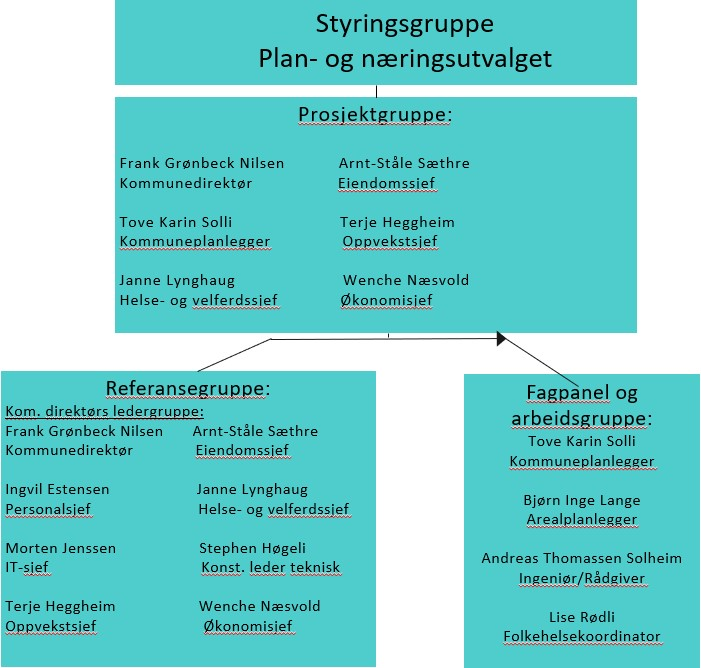 Styringsgruppe
Plan- og næringsutvalget
Prosjektgruppe:
Frank Grønbeck Nilsen Arnt-Ståle Sæthre
Kommunedirektør Eiendomssjef
Tove Karin Solli Terje Heggheim
Kommuneplanlegger Oppvekstsjef
Janne Lynghaug Wenche Næsvold
Helse- og velferdssjef Økonomisjef
Referansegruppe:
Kom. direktørs ledergruppe:
Frank Grønbeck Nilsen Arnt-Ståle Sæthre
Kommunedirektør Eiendomssjef
Ingvil Estensen Janne Lynghaug
Personalsjef Helse- og velferdssjef
Morten Jenssen Stephen Høgeli
IT-sjef Konst. leder teknisk
Terje Heggheim Wenche Næsvold
Oppvekstsjef Økonomisjef
Fagpanel og
arbeidsgruppe:
Tove Karin Solli
Kommuneplanlegger
Bjørn Inge Lange
Arealplanlegger
Andreas Thomassen Solheim
Ingeniør/Rådgiver
Lise Rødli
Folkehelsekoordinator